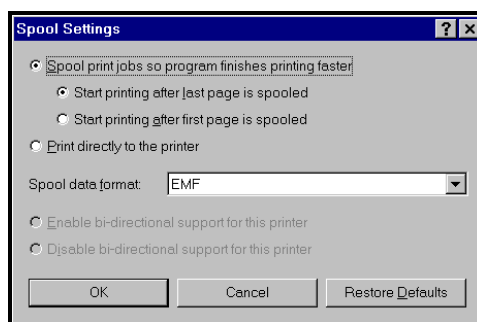 Spool Settings
Spool print jobs so program finishes printing faster
Start printing after last page is spooled
Start printing after first page is spooled
Print directly to the printer
Spool data format: EMF
Enable bi-directional support for this printer
Disable bi-directional support for this printer
OK Cancel Restore Defaults